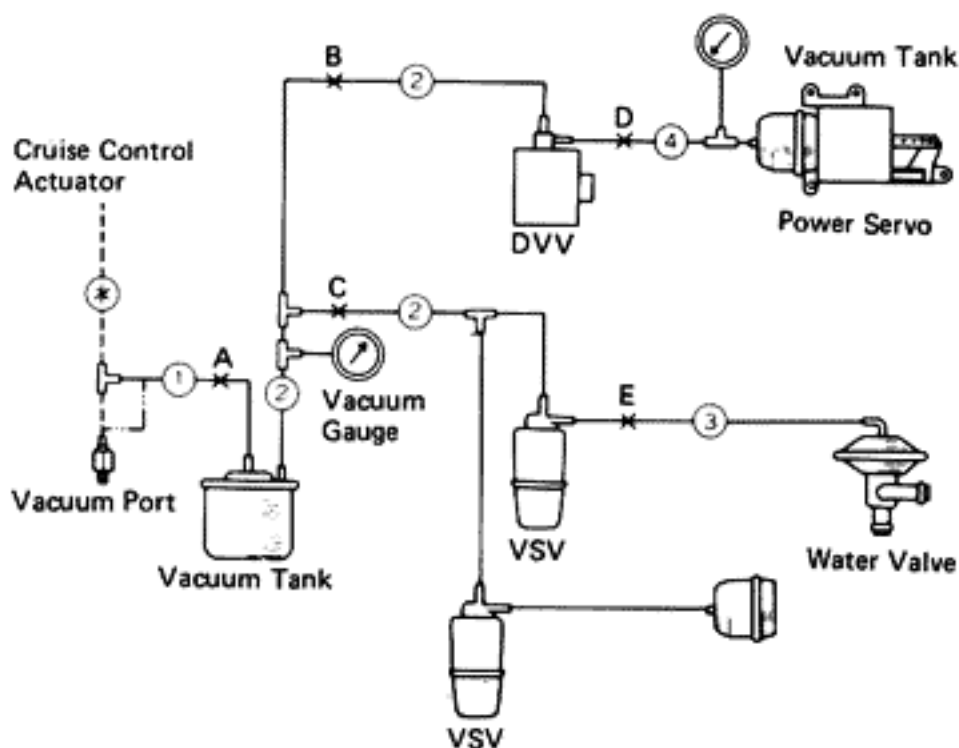 B
2
Vacuum Tank
D
4
Cruise Control
Actuator
DVV
Power Servo
*
C
2
A
1
2
Vacuum
Gauge
E
3
Vacuum Port
Vacuum Tank
VSV
Water Valve
VSV